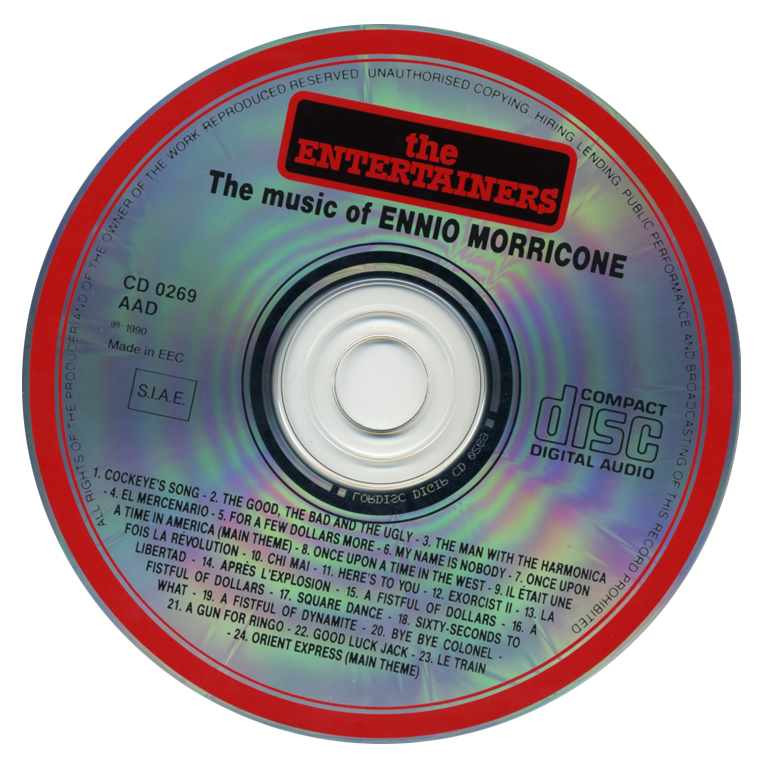 ALL RIGHTS OF THE PRODUCER AND OF THE OWNER OF THE WORK REPRODUCED RESERVED UNAUTHORISED COPYING, HIRING, LENDING, PUBLIC PERFORMANCE AND BROADCASTING OF THIS RECORD PROHIBITED
the
ENTERTAINERS
The music of ENNIO MORRICONE
CD 0269
AAD
℗ 1990
Made in EEC
S.I.A.E.
COMPACT
disc
DIGITAL AUDIO
LORDISC DIGIP CD 0269
1. COCKEYE'S SONG - 2. THE GOOD, THE BAD AND THE UGLY - 3. THE MAN WITH THE HARMONICA
- 4. EL MERCENARIO - 5. FOR A FEW DOLLARS MORE - 6. MY NAME IS NOBODY - 7. ONCE UPON
A TIME IN AMERICA (MAIN THEME) - 8. ONCE UPON A TIME IN THE WEST - 9. IL ÉTAIT UNE
FOIS LA RÉVOLUTION - 10. CHI MAI - 11. HERE'S TO YOU - 12. EXORCIST II - 13. LA
LIBERTAD - 14. APRÈS L'EXPLOSION - 15. A FISTFUL OF DOLLARS - 16. A
FISTFUL OF DOLLARS - 17. SQUARE DANCE - 18. SIXTY-SECONDS TO
WHAT - 19. A FISTFUL OF DYNAMITE - 20. BYE BYE COLONEL -
21. A GUN FOR RINGO - 22. GOOD LUCK JACK - 23. LE TRAIN
- 24. ORIENT EXPRESS (MAIN THEME)